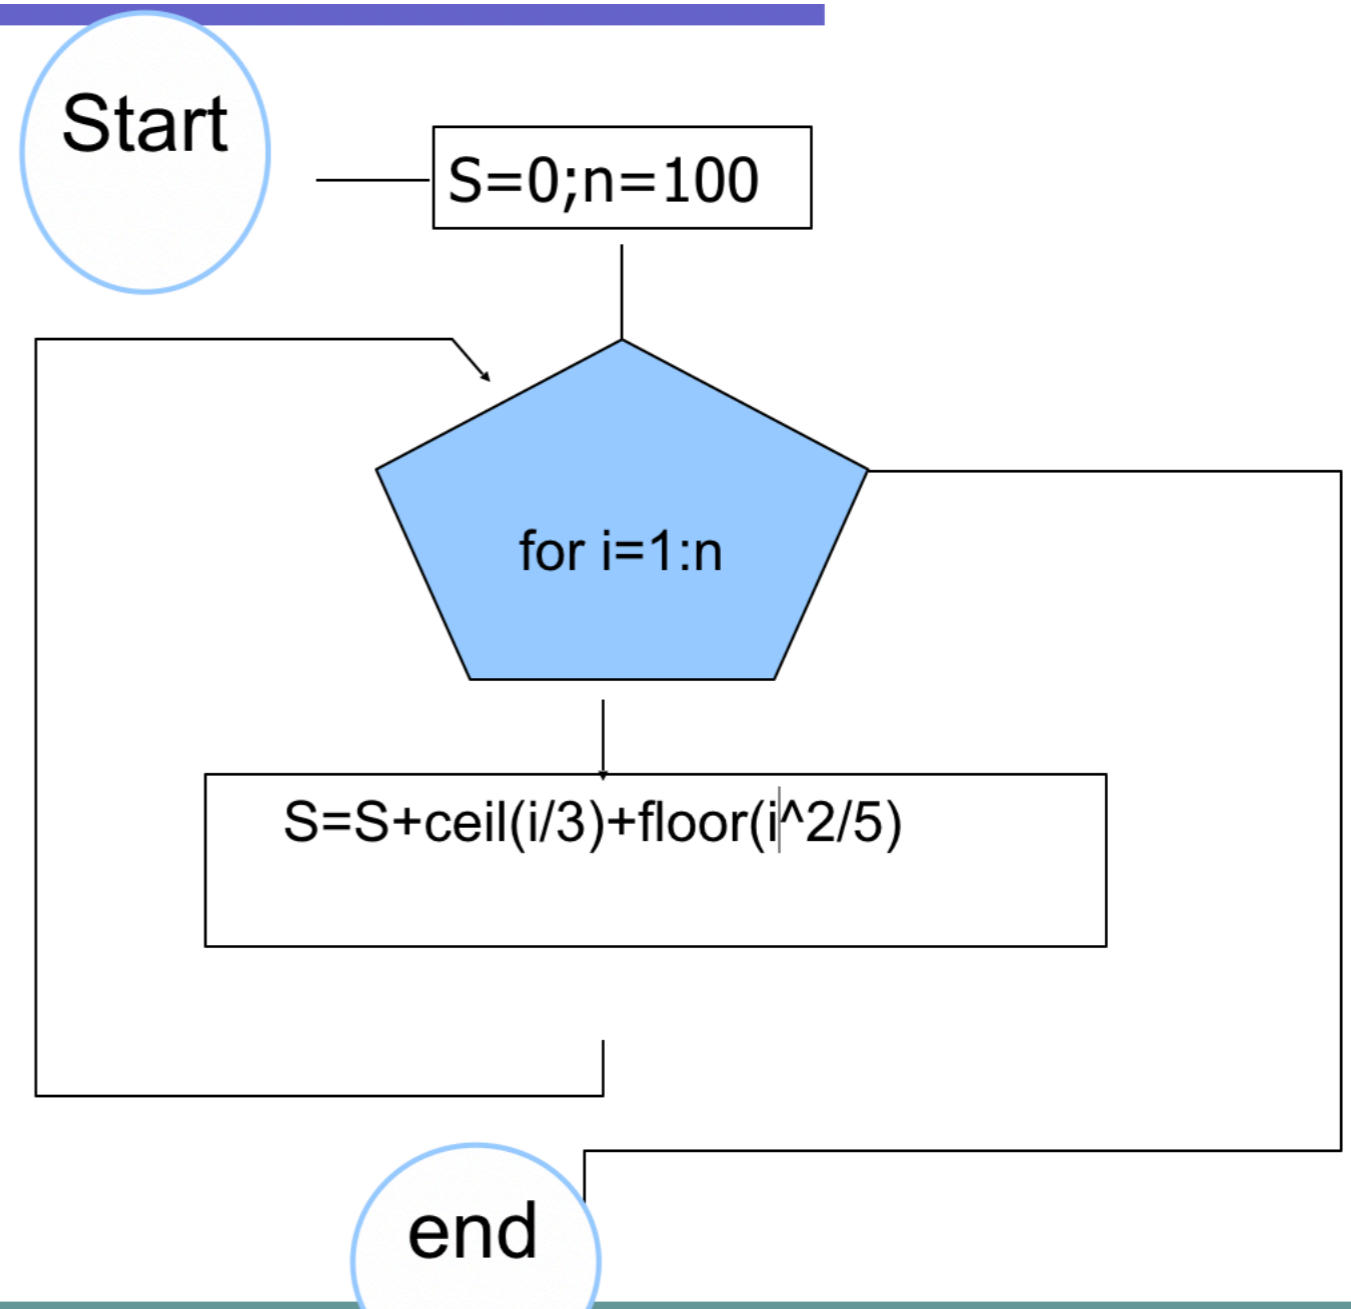 Start
S=0;n=100
for i=1:n
S=S+ceil(i/3)+floor(i^2/5)
end